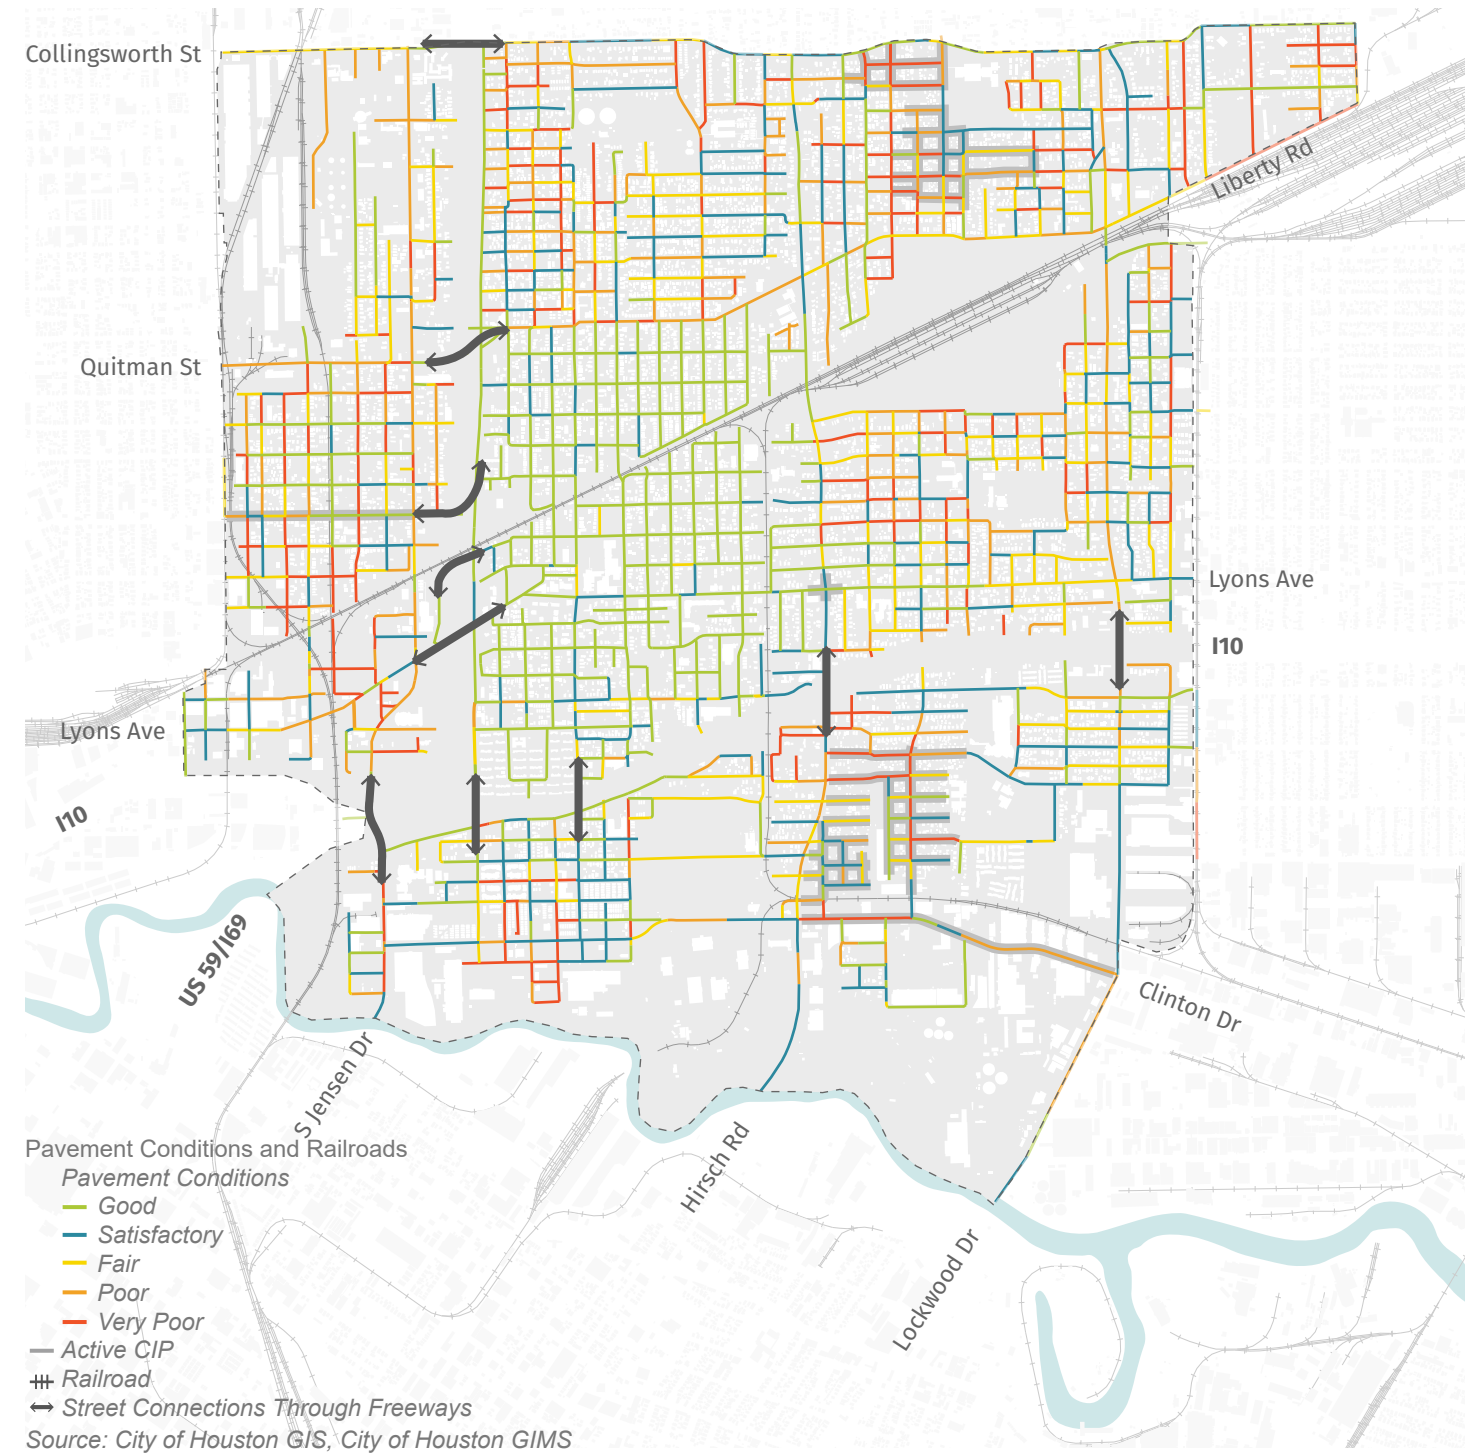 Collingsworth St
Liberty Rd
Quitman St
Lyons Ave
I10
Lyons Ave
I10
US 59/I69
Clinton Dr
S Jensen Dr
Hirsch Rd
Lockwood Dr
Pavement Conditions and Railroads
Pavement Conditions
Good
Satisfactory
Fair
Poor
Very Poor
Active CIP
Railroad
Street Connections Through Freeways
Source: City of Houston GIS, City of Houston GIMS